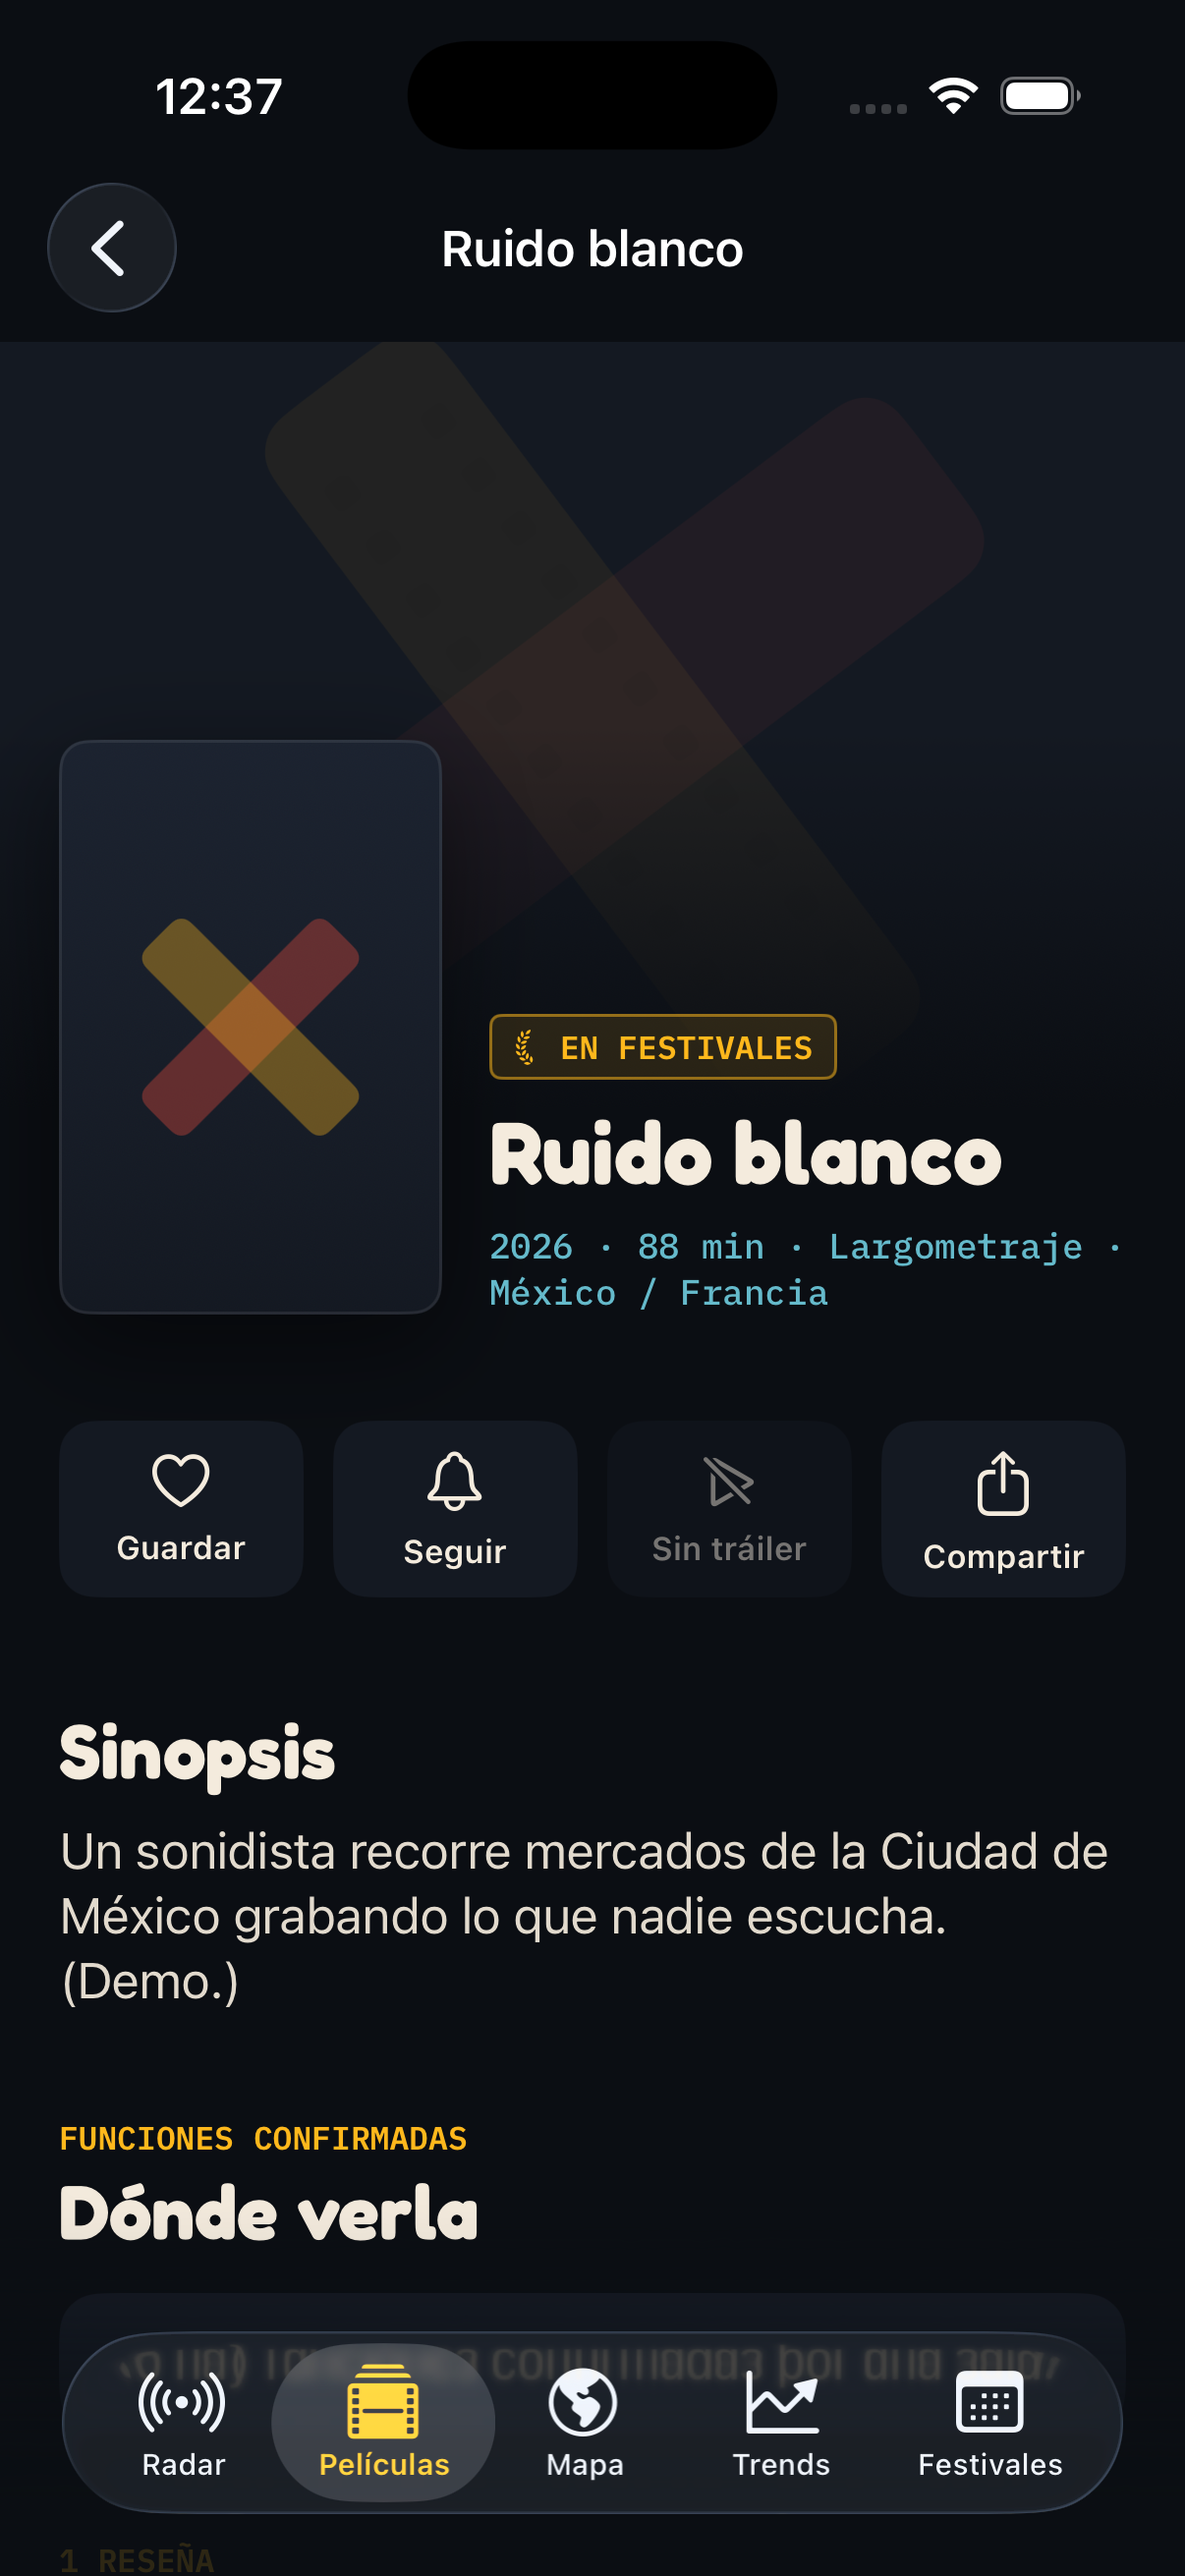 12:37
Ruido blanco
EN FESTIVALES
Ruido blanco
2026 · 88 min · Largometraje ·
México / Francia
Guardar
Seguir
Sin tráiler
Compartir
Sinopsis
Un sonidista recorre mercados de la Ciudad de
México grabando lo que nadie escucha.
(Demo.)
FUNCIONES CONFIRMADAS
Dónde verla
Radar
Películas
Mapa
Trends
Festivales
1 RESEÑA